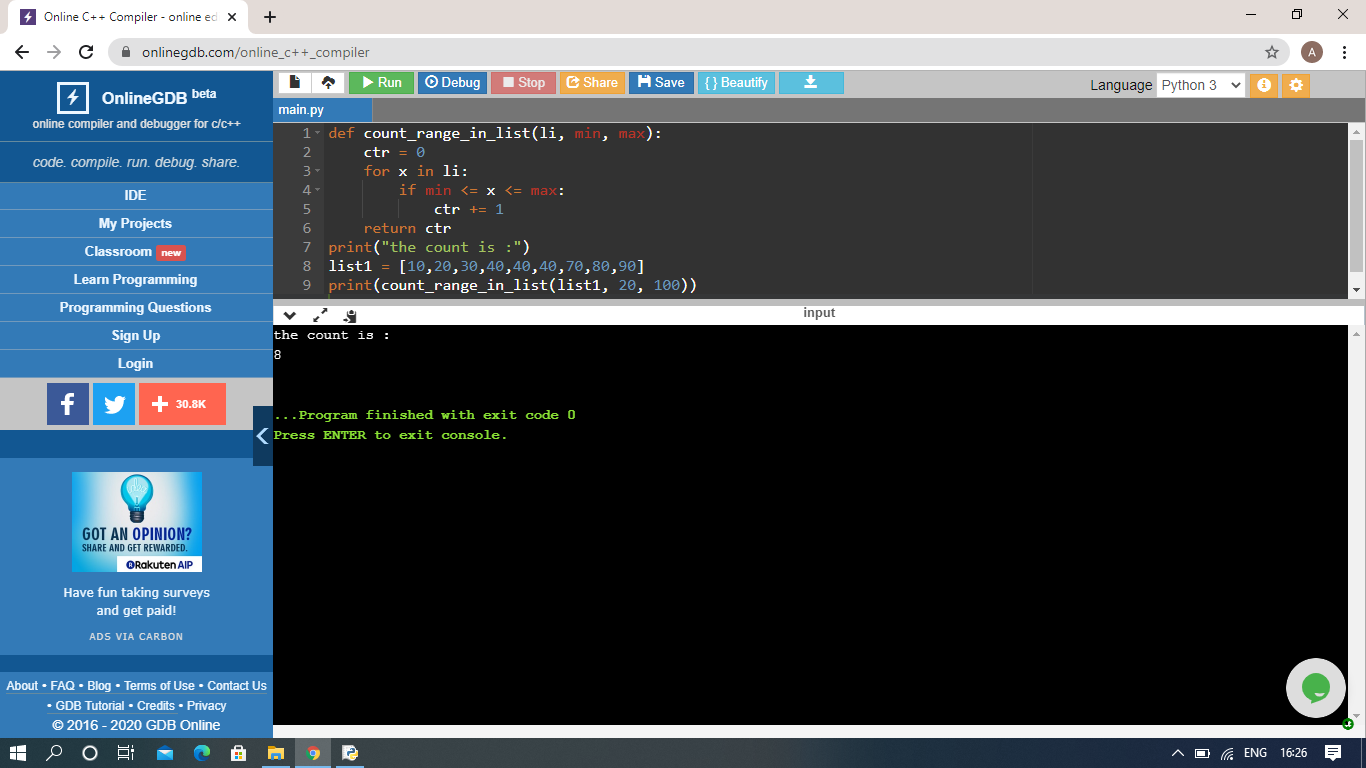 Online C++ Compiler - online ed
onlinegdb.com/online_c++_compiler
A
OnlineGDB beta
online compiler and debugger for c/c++
code. compile. run. debug. share.
IDE
My Projects
Classroom new
Learn Programming
Programming Questions
Sign Up
Login
f
+ 30.8K
GOT AN OPINION?
SHARE AND GET REWARDED.
Rakuten AIP
Have fun taking surveys
and get paid!
ADS VIA CARBON
About • FAQ • Blog • Terms of Use • Contact Us
• GDB Tutorial • Credits • Privacy
© 2016 - 2020 GDB Online
Run Debug Stop Share Save { } Beautify
Language Python 3
main.py
1 def count_range_in_list(li, min, max):
2     ctr = 0
3     for x in li:
4         if min <= x <= max:
5             ctr += 1
6     return ctr
7 print("the count is :")
8 list1 = [10,20,30,40,40,40,70,80,90]
9 print(count_range_in_list(list1, 20, 100))
input
the count is :
8
...Program finished with exit code 0
Press ENTER to exit console.
ENG 16:26